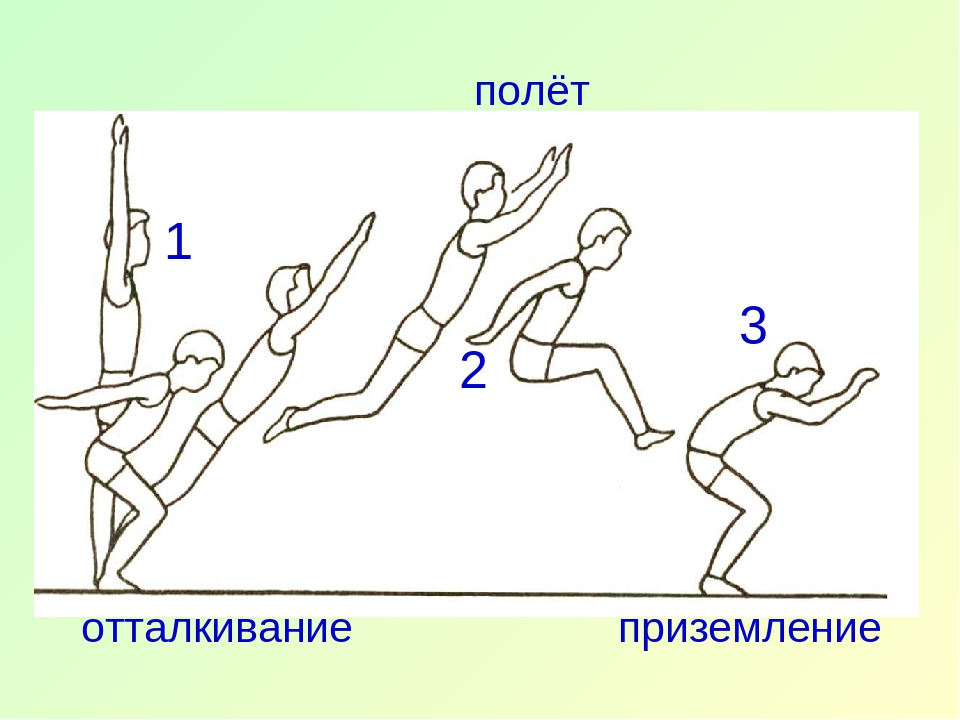 полёт
1
2
3
отталкивание
приземление